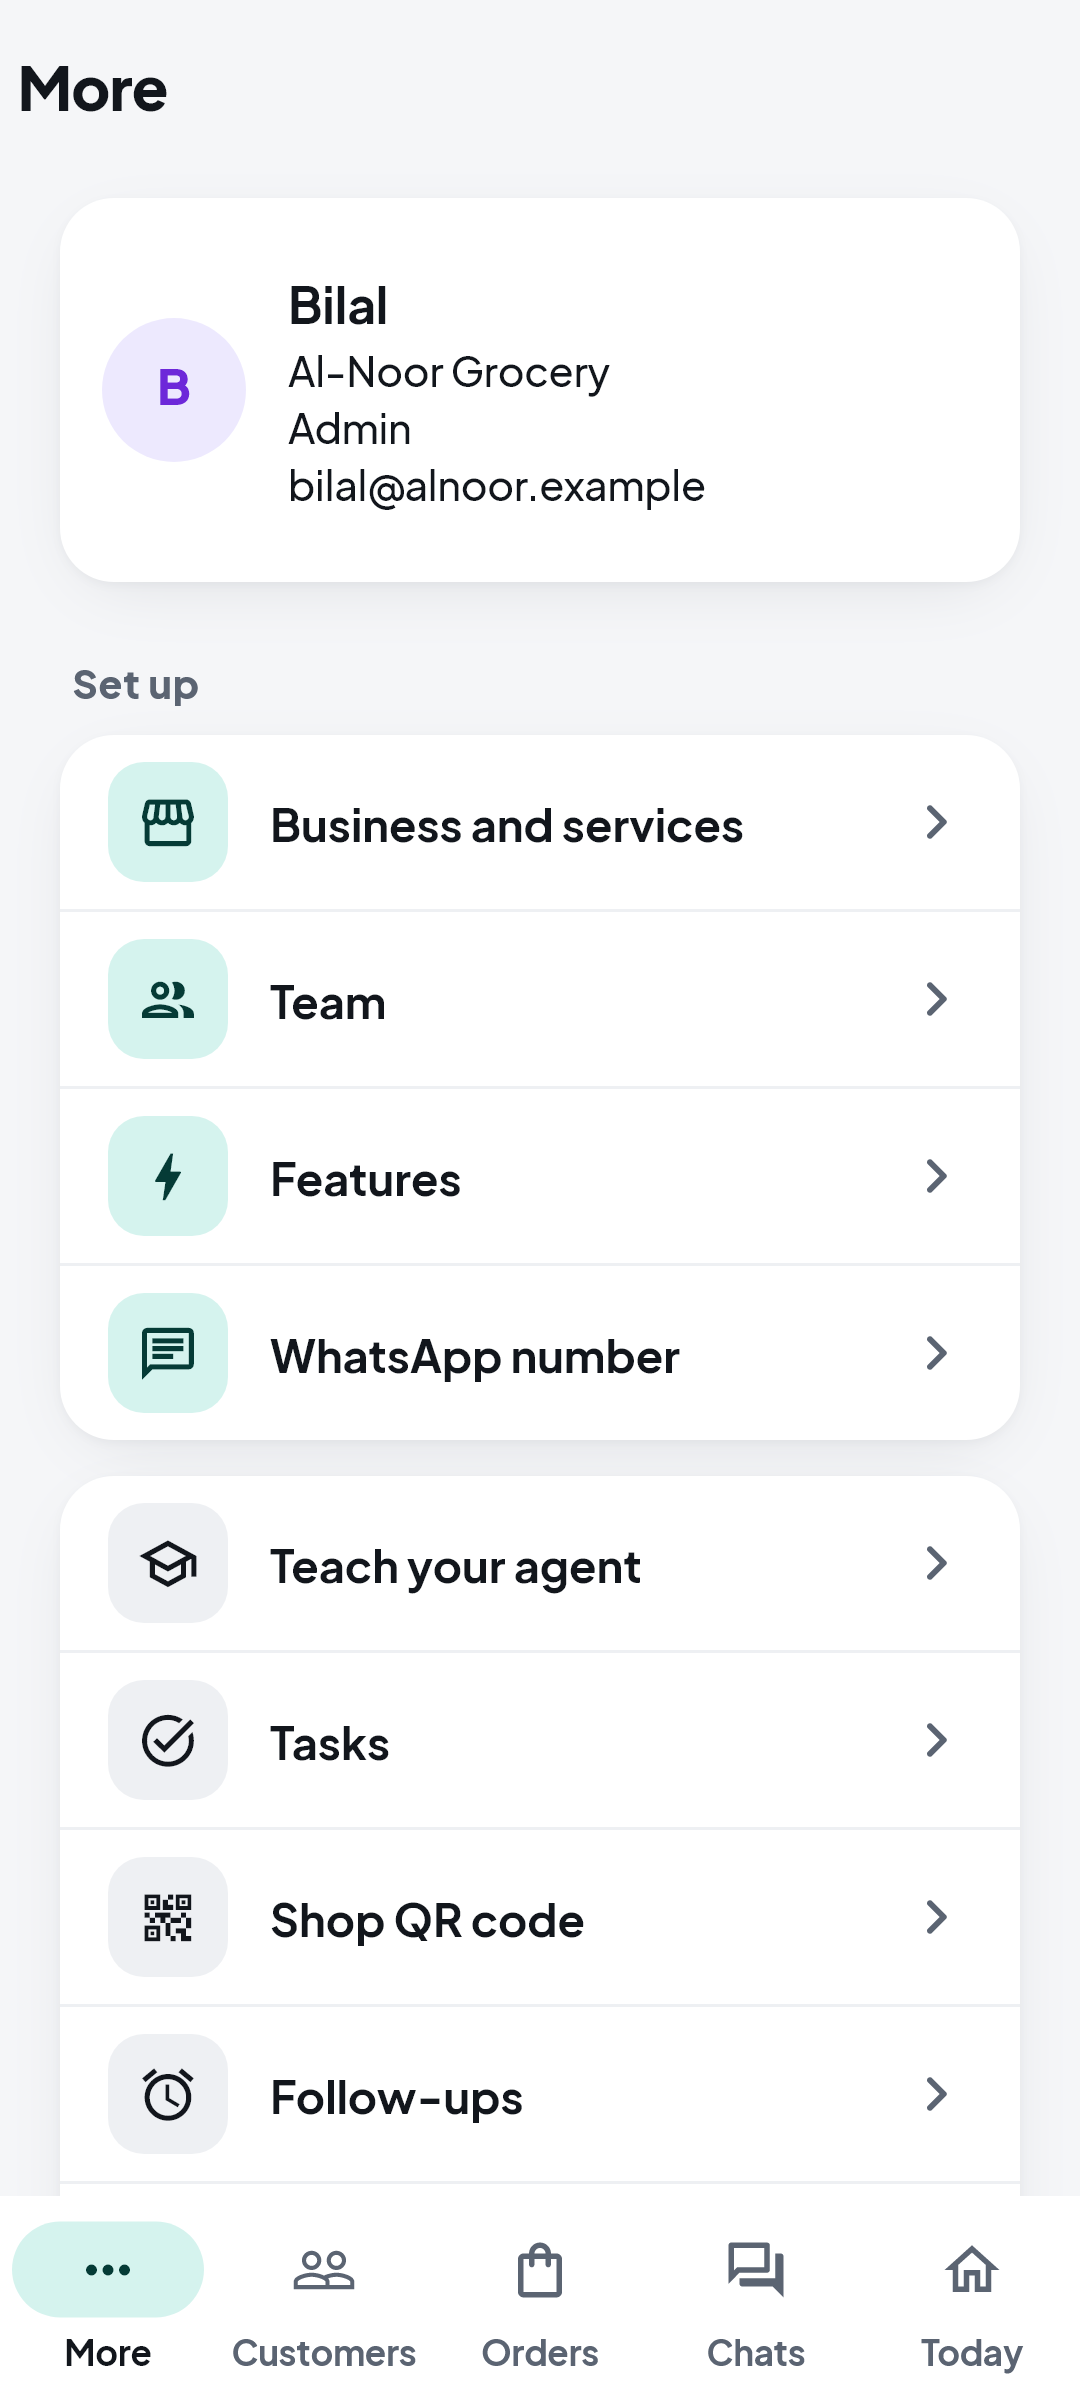 More
B
Bilal
Al-Noor Grocery
Admin
bilal@alnoor.example
Set up
Business and services
Team
Features
WhatsApp number
Teach your agent
Tasks
Shop QR code
Follow-ups
More
Customers
Orders
Chats
Today